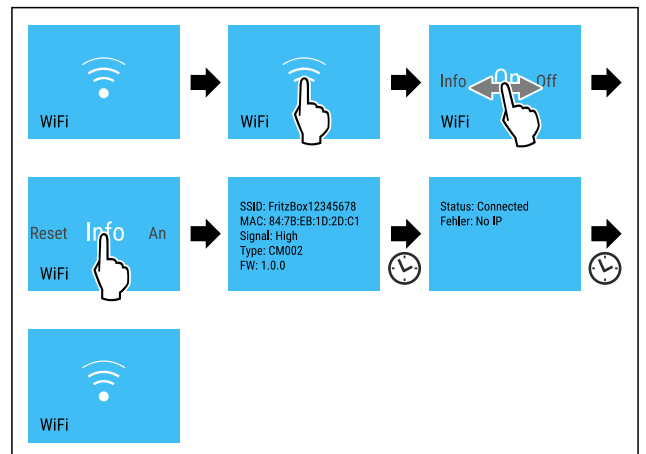 WiFi
WiFi
Info On Off
WiFi
Reset Info An
WiFi
SSID: FritzBox12345678
MAC: 84:7B:EB:1D:2D:C1
Signal: High
Type: CM002
FW: 1.0.0
Status: Connected
Fehler: No IP
WiFi